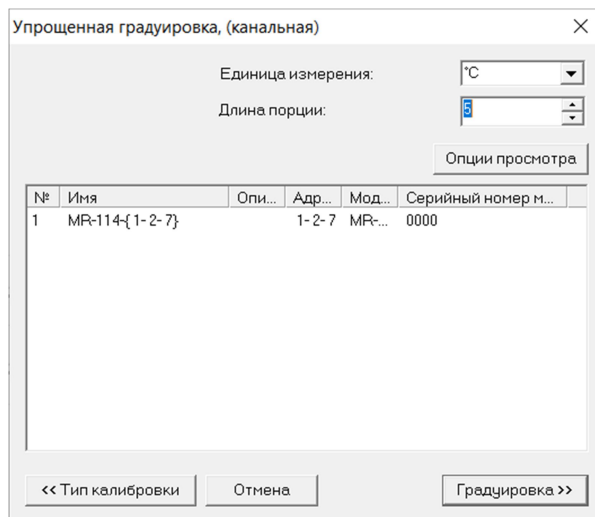 Упрощенная градуировка, (канальная)
Единица измерения: °C
Длина порции: 5
Опции просмотра
№ Имя Опи... Адр... Мод... Серийный номер м...
1 MR-114-{1-2-7} 1-2-7 MR-... 0000
<< Тип калибровки Отмена Градуировка >>